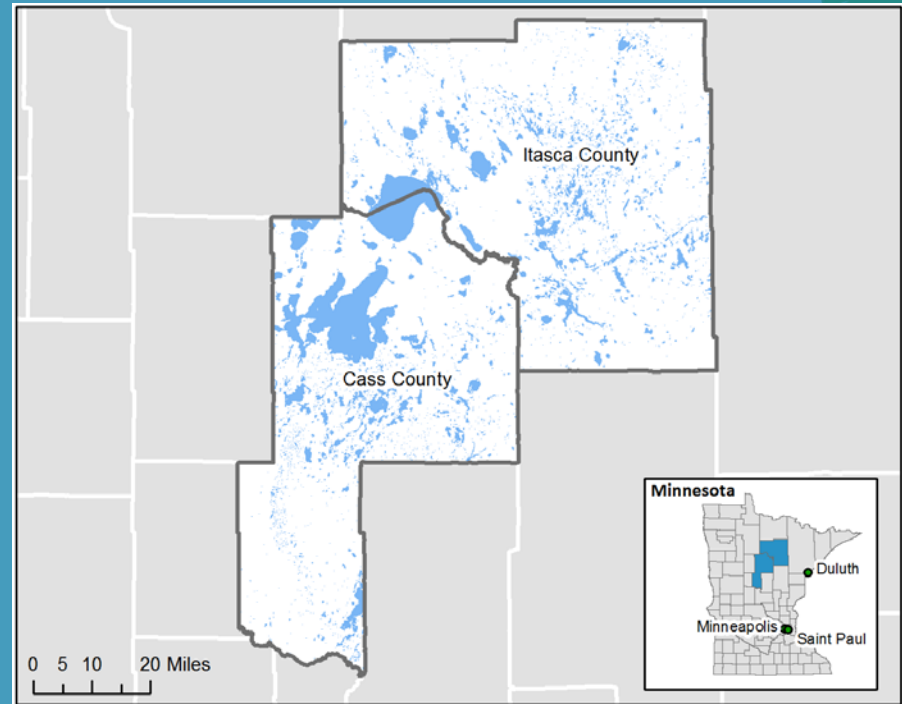 Itasca County
Cass County
Minnesota
Duluth
Minneapolis
Saint Paul
0 5 10 20 Miles